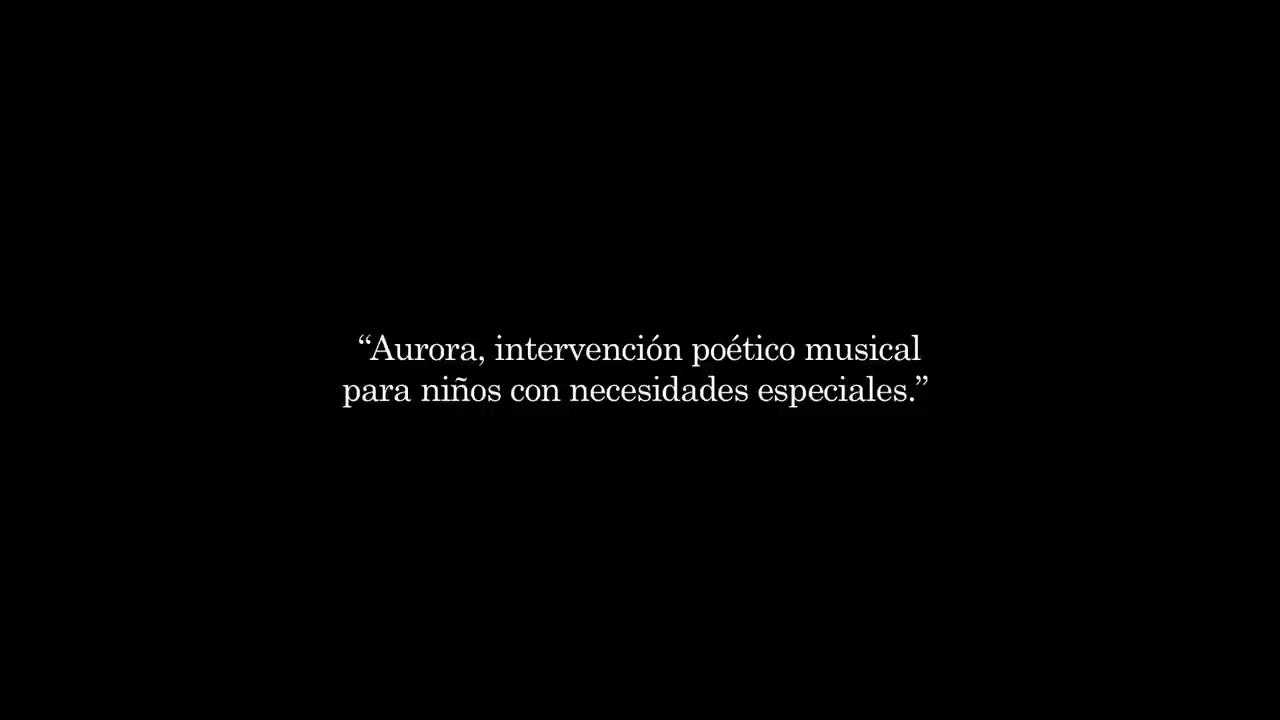 “Aurora, intervención poético musical
para niños con necesidades especiales.”